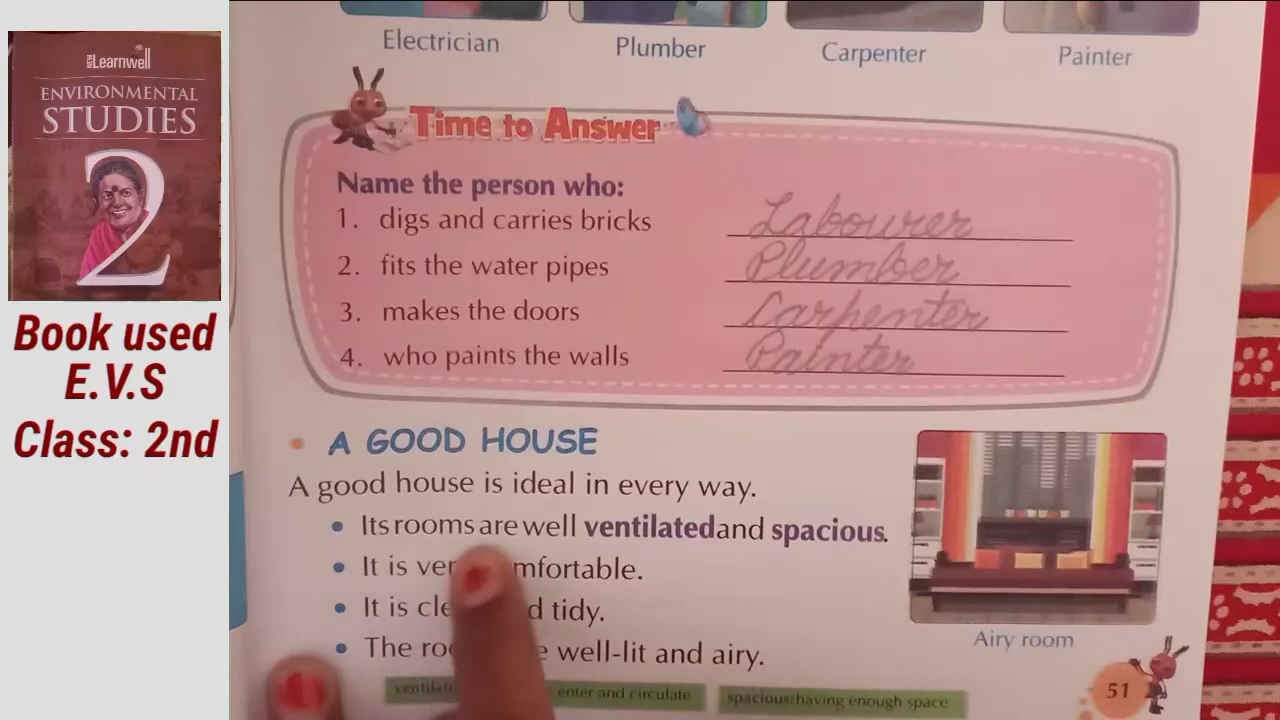 NEW Learnwell
ENVIRONMENTAL
STUDIES
2
Book used
E.V.S
Class: 2nd
Electrician Plumber Carpenter Painter
Time to Answer
Name the person who:
1. digs and carries bricks Labourer
2. fits the water pipes Plumber
3. makes the doors Carpenter
4. who paints the walls Painter
A GOOD HOUSE
A good house is ideal in every way.
Its rooms are well ventilated and spacious.
It is mfortable.
It is d tidy.
The well-lit and airy.
Airy room
enter and circulate spacious: having enough space
51